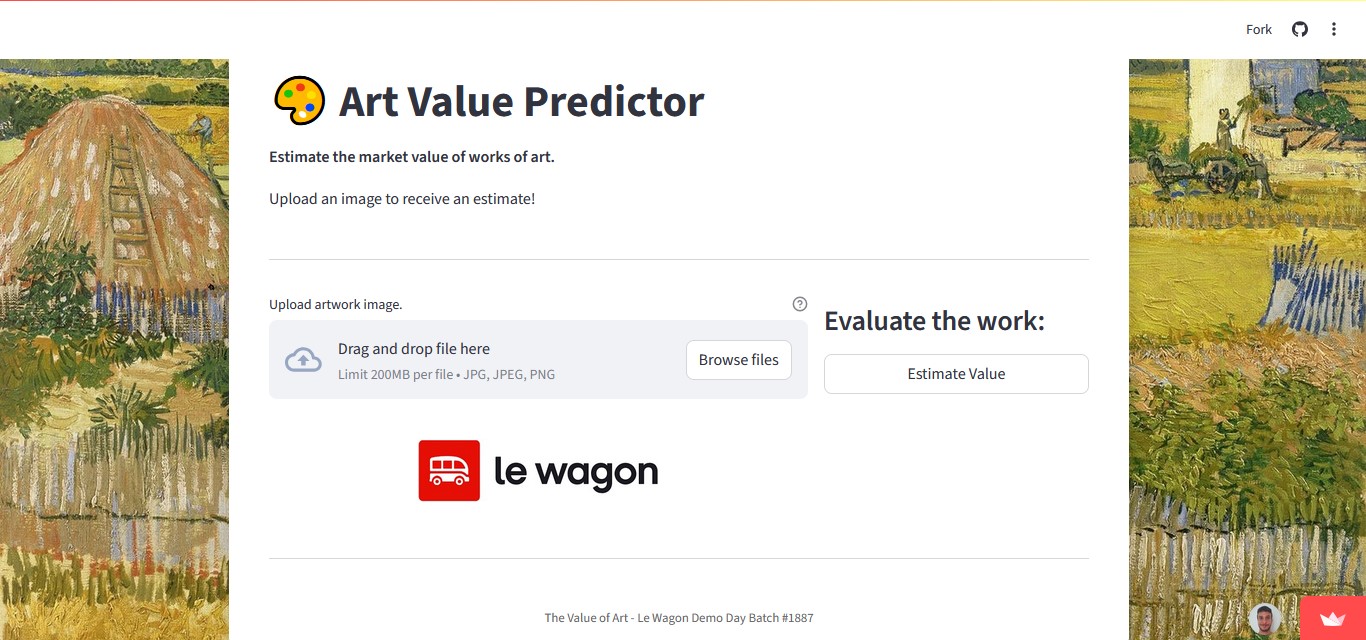 Fork
Art Value Predictor
Estimate the market value of works of art.
Upload an image to receive an estimate!
Upload artwork image.
Drag and drop file here
Limit 200MB per file • JPG, JPEG, PNG
Browse files
Evaluate the work:
Estimate Value
le wagon
The Value of Art - Le Wagon Demo Day Batch #1887